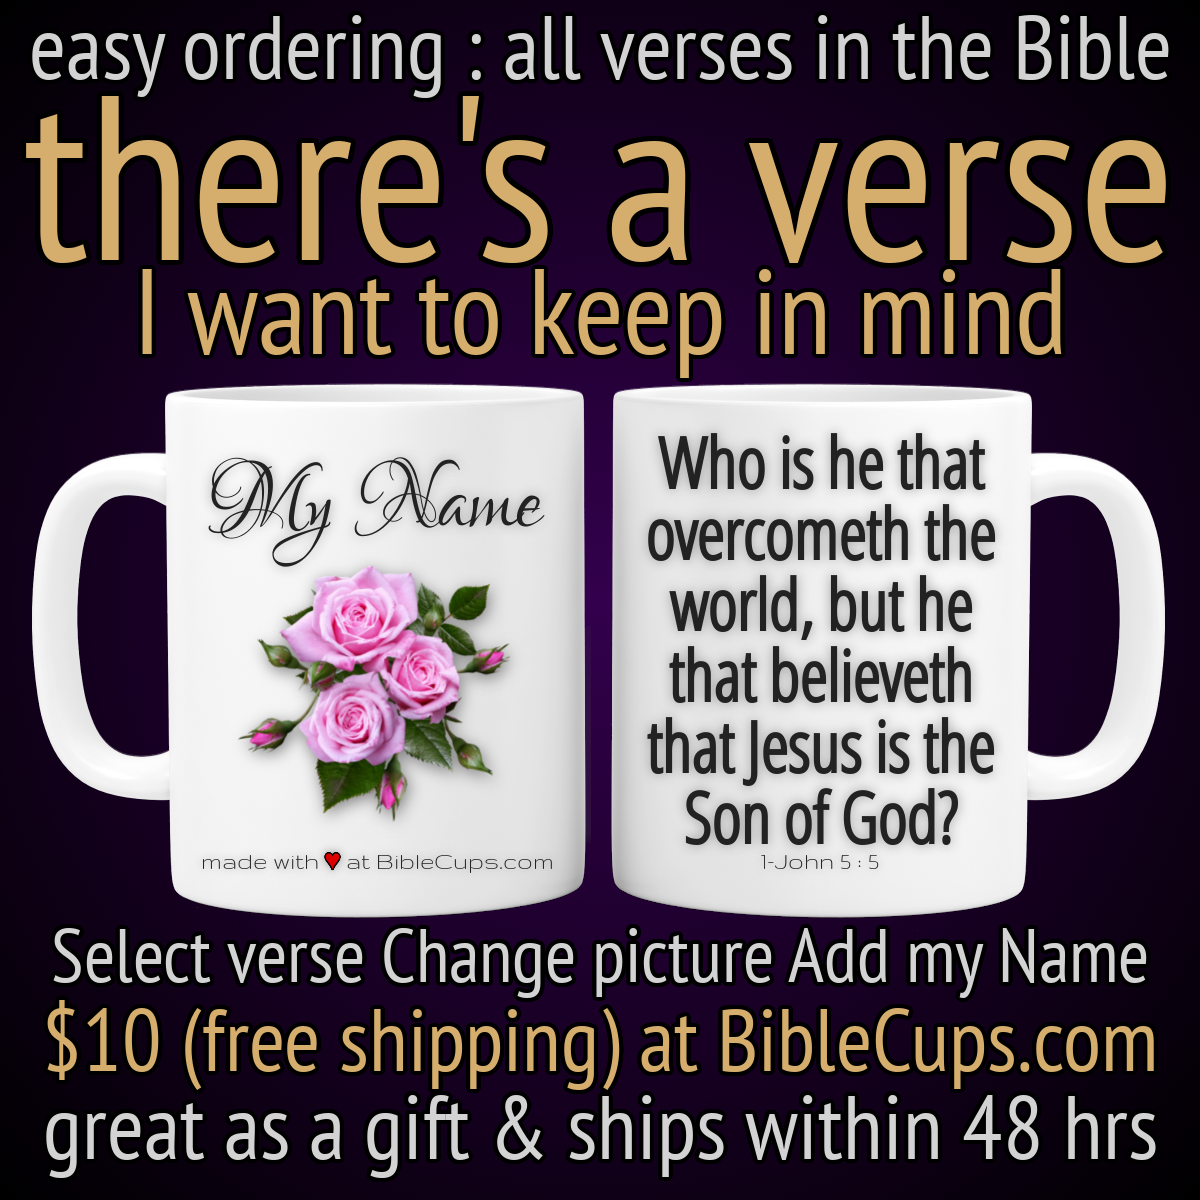 easy ordering : all verses in the Bible
there's a verse
I want to keep in mind
My Name
made with ❤ at BibleCups.com
Who is he that
overcometh the
world, but he
that believeth
that Jesus is the
Son of God?
1-John 5 : 5
Select verse Change picture Add my Name
$10 (free shipping) at BibleCups.com
great as a gift & ships within 48 hrs